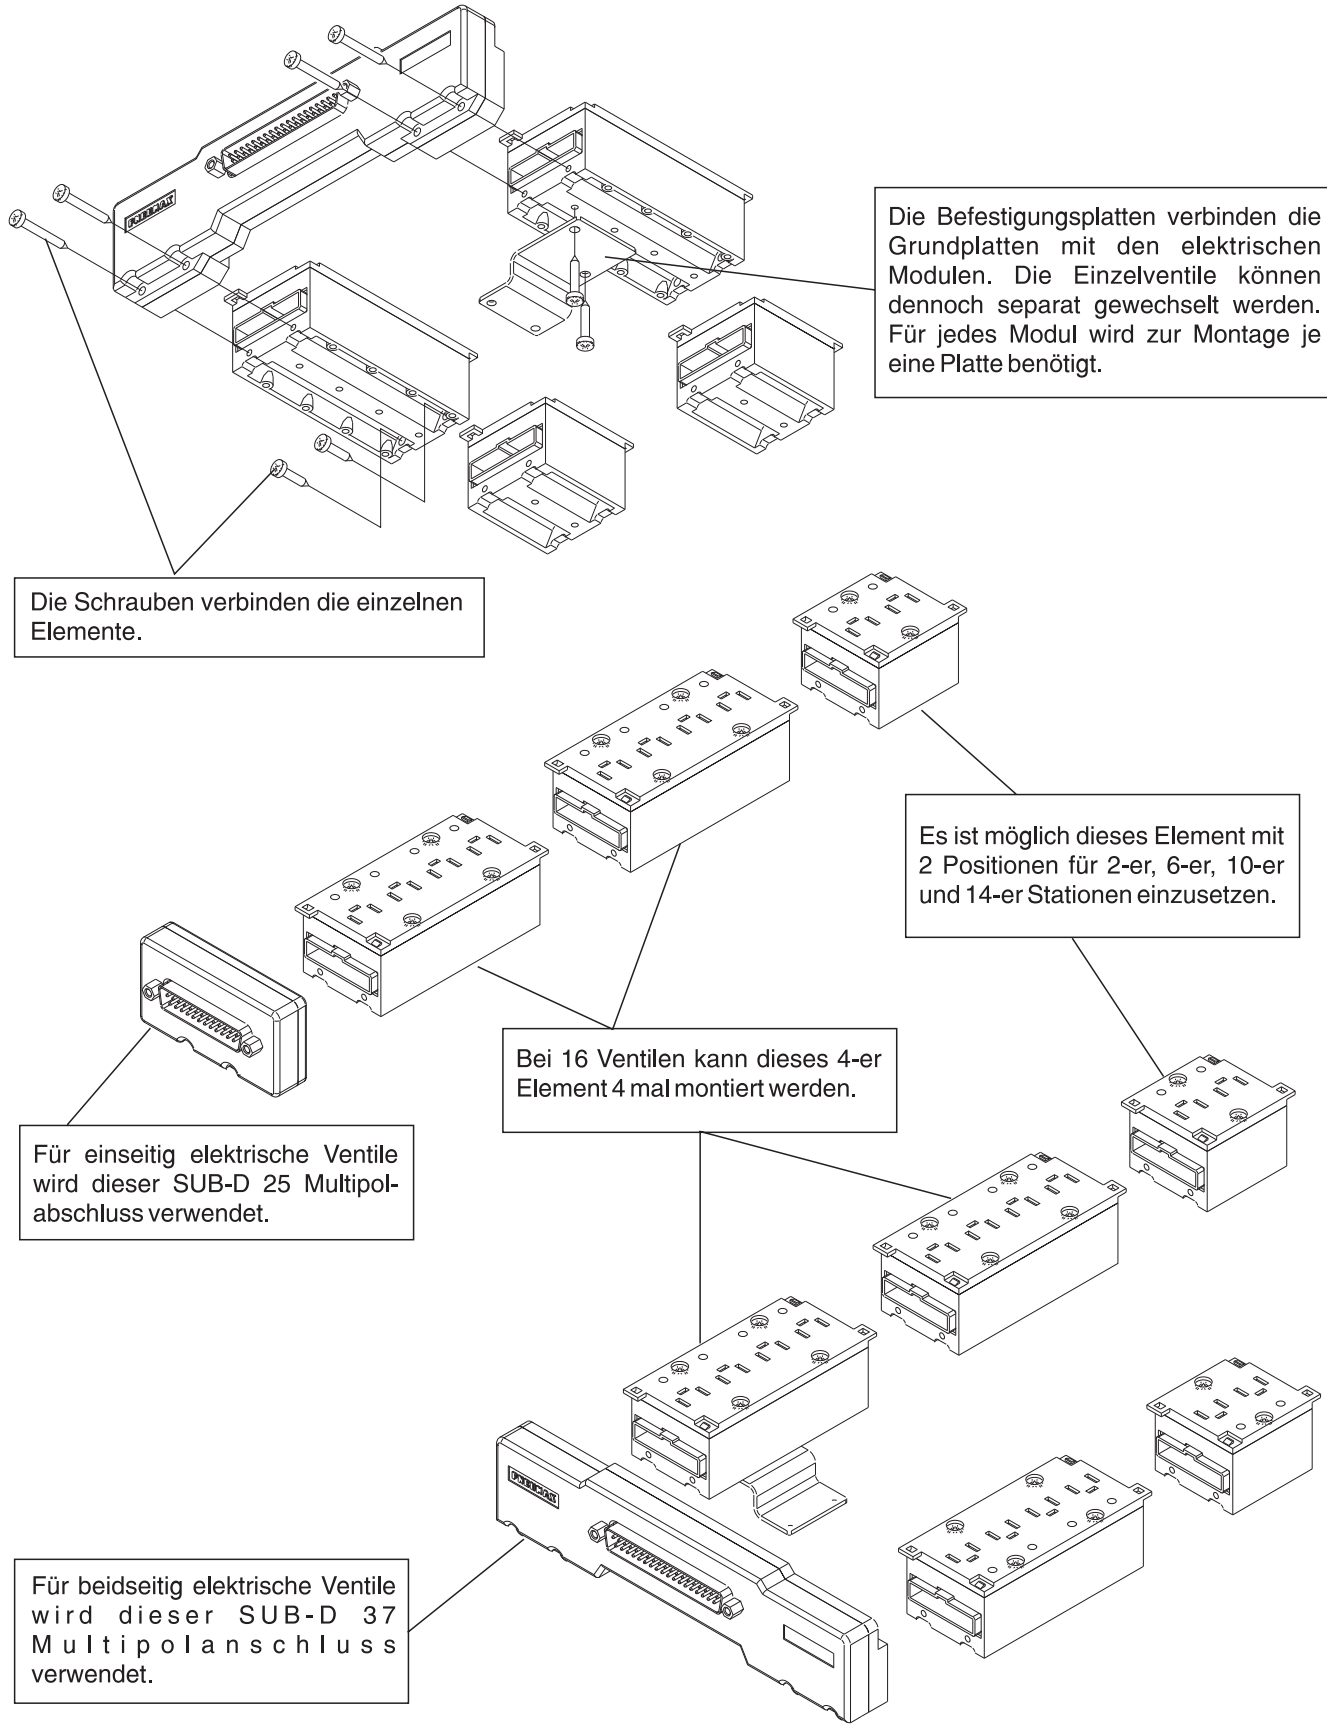 PNEUMAX
Die Befestigungsplatten verbinden die
Grundplatten mit den elektrischen
Modulen. Die Einzelventile können
dennoch separat gewechselt werden.
Für jedes Modul wird zur Montage je
eine Platte benötigt.
Die Schrauben verbinden die einzelnen
Elemente.
Es ist möglich dieses Element mit
2 Positionen für 2-er, 6-er, 10-er
und 14-er Stationen einzusetzen.
Bei 16 Ventilen kann dieses 4-er
Element 4 mal montiert werden.
Für einseitig elektrische Ventile
wird dieser SUB-D 25 Multipol-
abschluss verwendet.
PNEUMAX
Für beidseitig elektrische Ventile
wird dieser SUB-D 37
Multipolanschluss
verwendet.